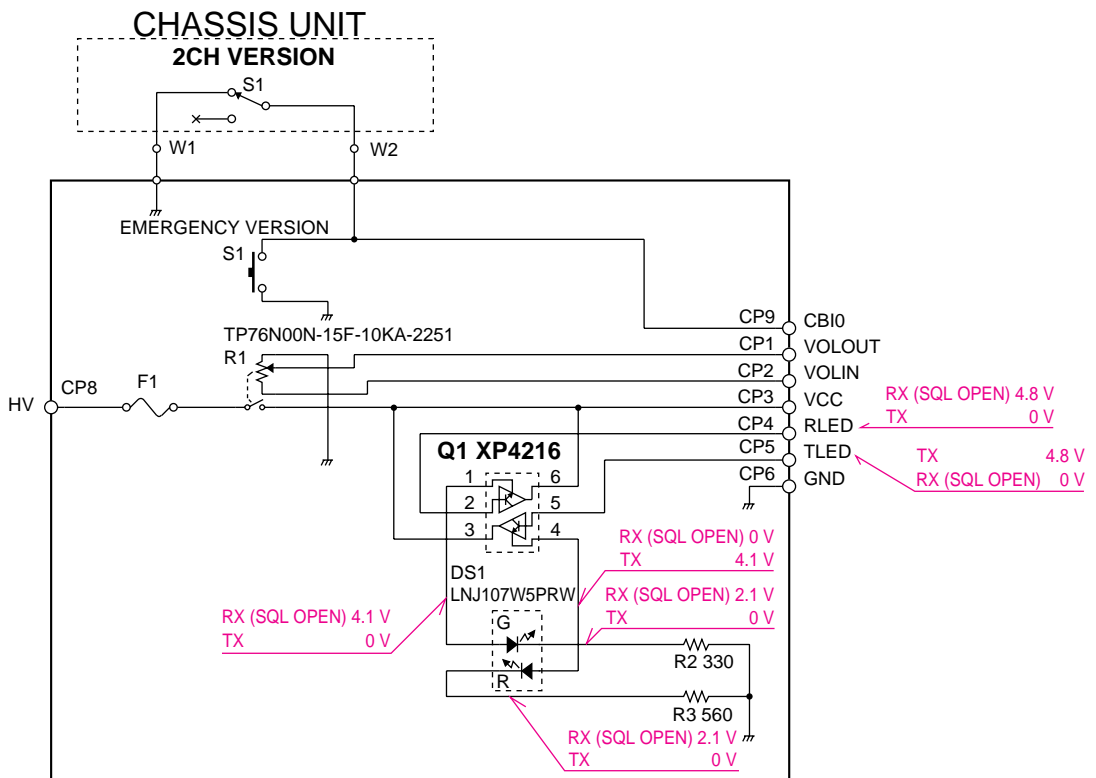 CHASSIS UNIT
2CH VERSION
S1
W1
W2
EMERGENCY VERSION
S1
TP76N00N-15F-10KA-2251
R1
HV
CP8
F1
CP9
CBI0
CP1
VOLOUT
CP2
VOLIN
CP3
VCC
CP4
RLED
CP5
TLED
CP6
GND
RX (SQL OPEN) 4.8 V
TX 0 V
TX 4.8 V
RX (SQL OPEN) 0 V
Q1 XP4216
1 6
2 5
3 4
RX (SQL OPEN) 0 V
TX 4.1 V
DS1
LNJ107W5PRW
RX (SQL OPEN) 2.1 V
TX 0 V
RX (SQL OPEN) 4.1 V
TX 0 V
G
R
R2 330
R3 560
RX (SQL OPEN) 2.1 V
TX 0 V